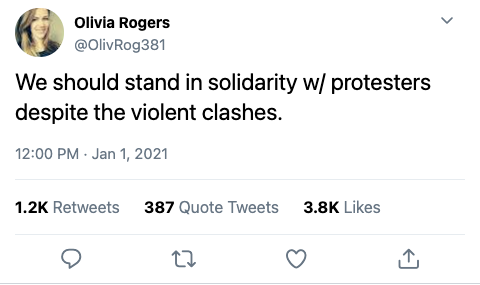 Olivia Rogers
@OlivRog381
We should stand in solidarity w/ protesters
despite the violent clashes.
12:00 PM · Jan 1, 2021
1.2K Retweets 387 Quote Tweets 3.8K Likes